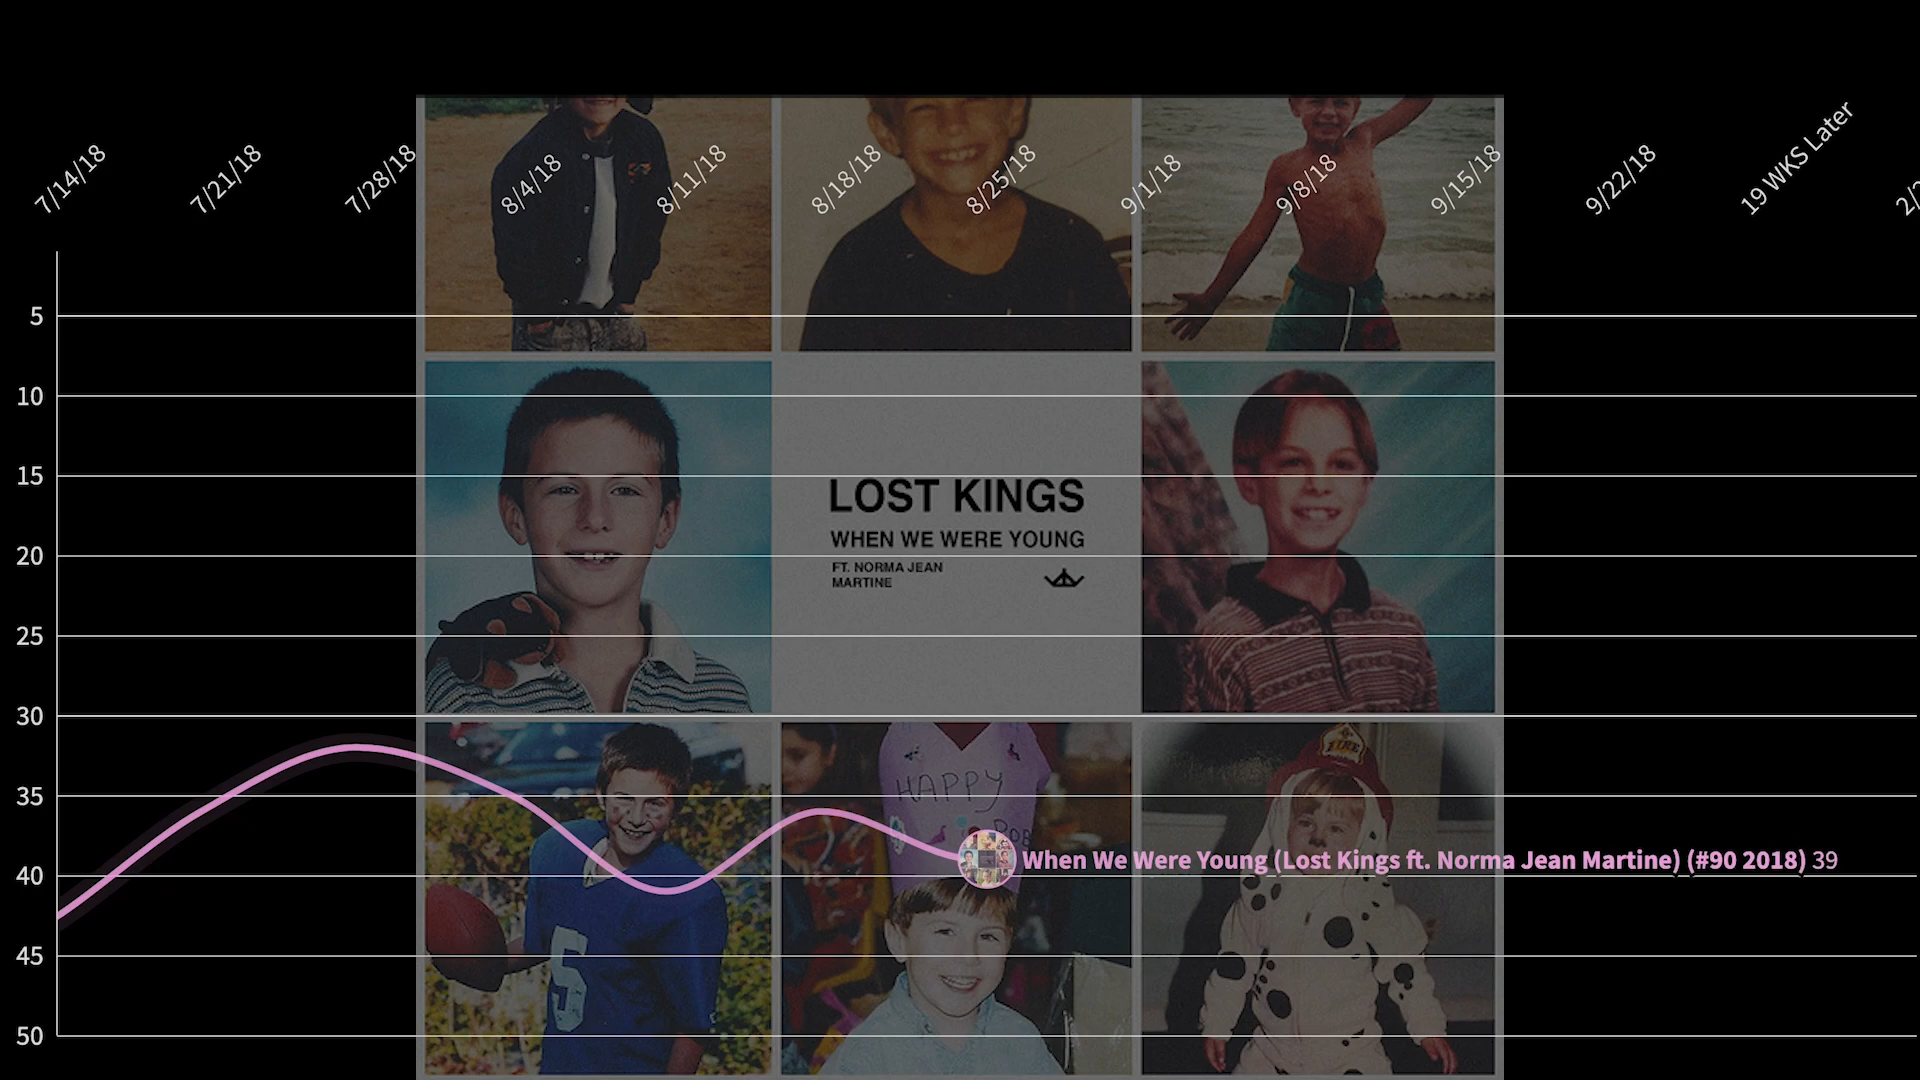 7/14/18
7/21/18
7/28/18
8/4/18
8/11/18
8/18/18
8/25/18
9/1/18
9/8/18
9/15/18
9/22/18
19 WKS Later
5
10
15
20
25
30
35
40
45
50
LOST KINGS
WHEN WE WERE YOUNG
FT. NORMA JEAN
MARTINE
FIRE
HAPPY
When We Were Young (Lost Kings ft. Norma Jean Martine) (#90 2018) 39
5